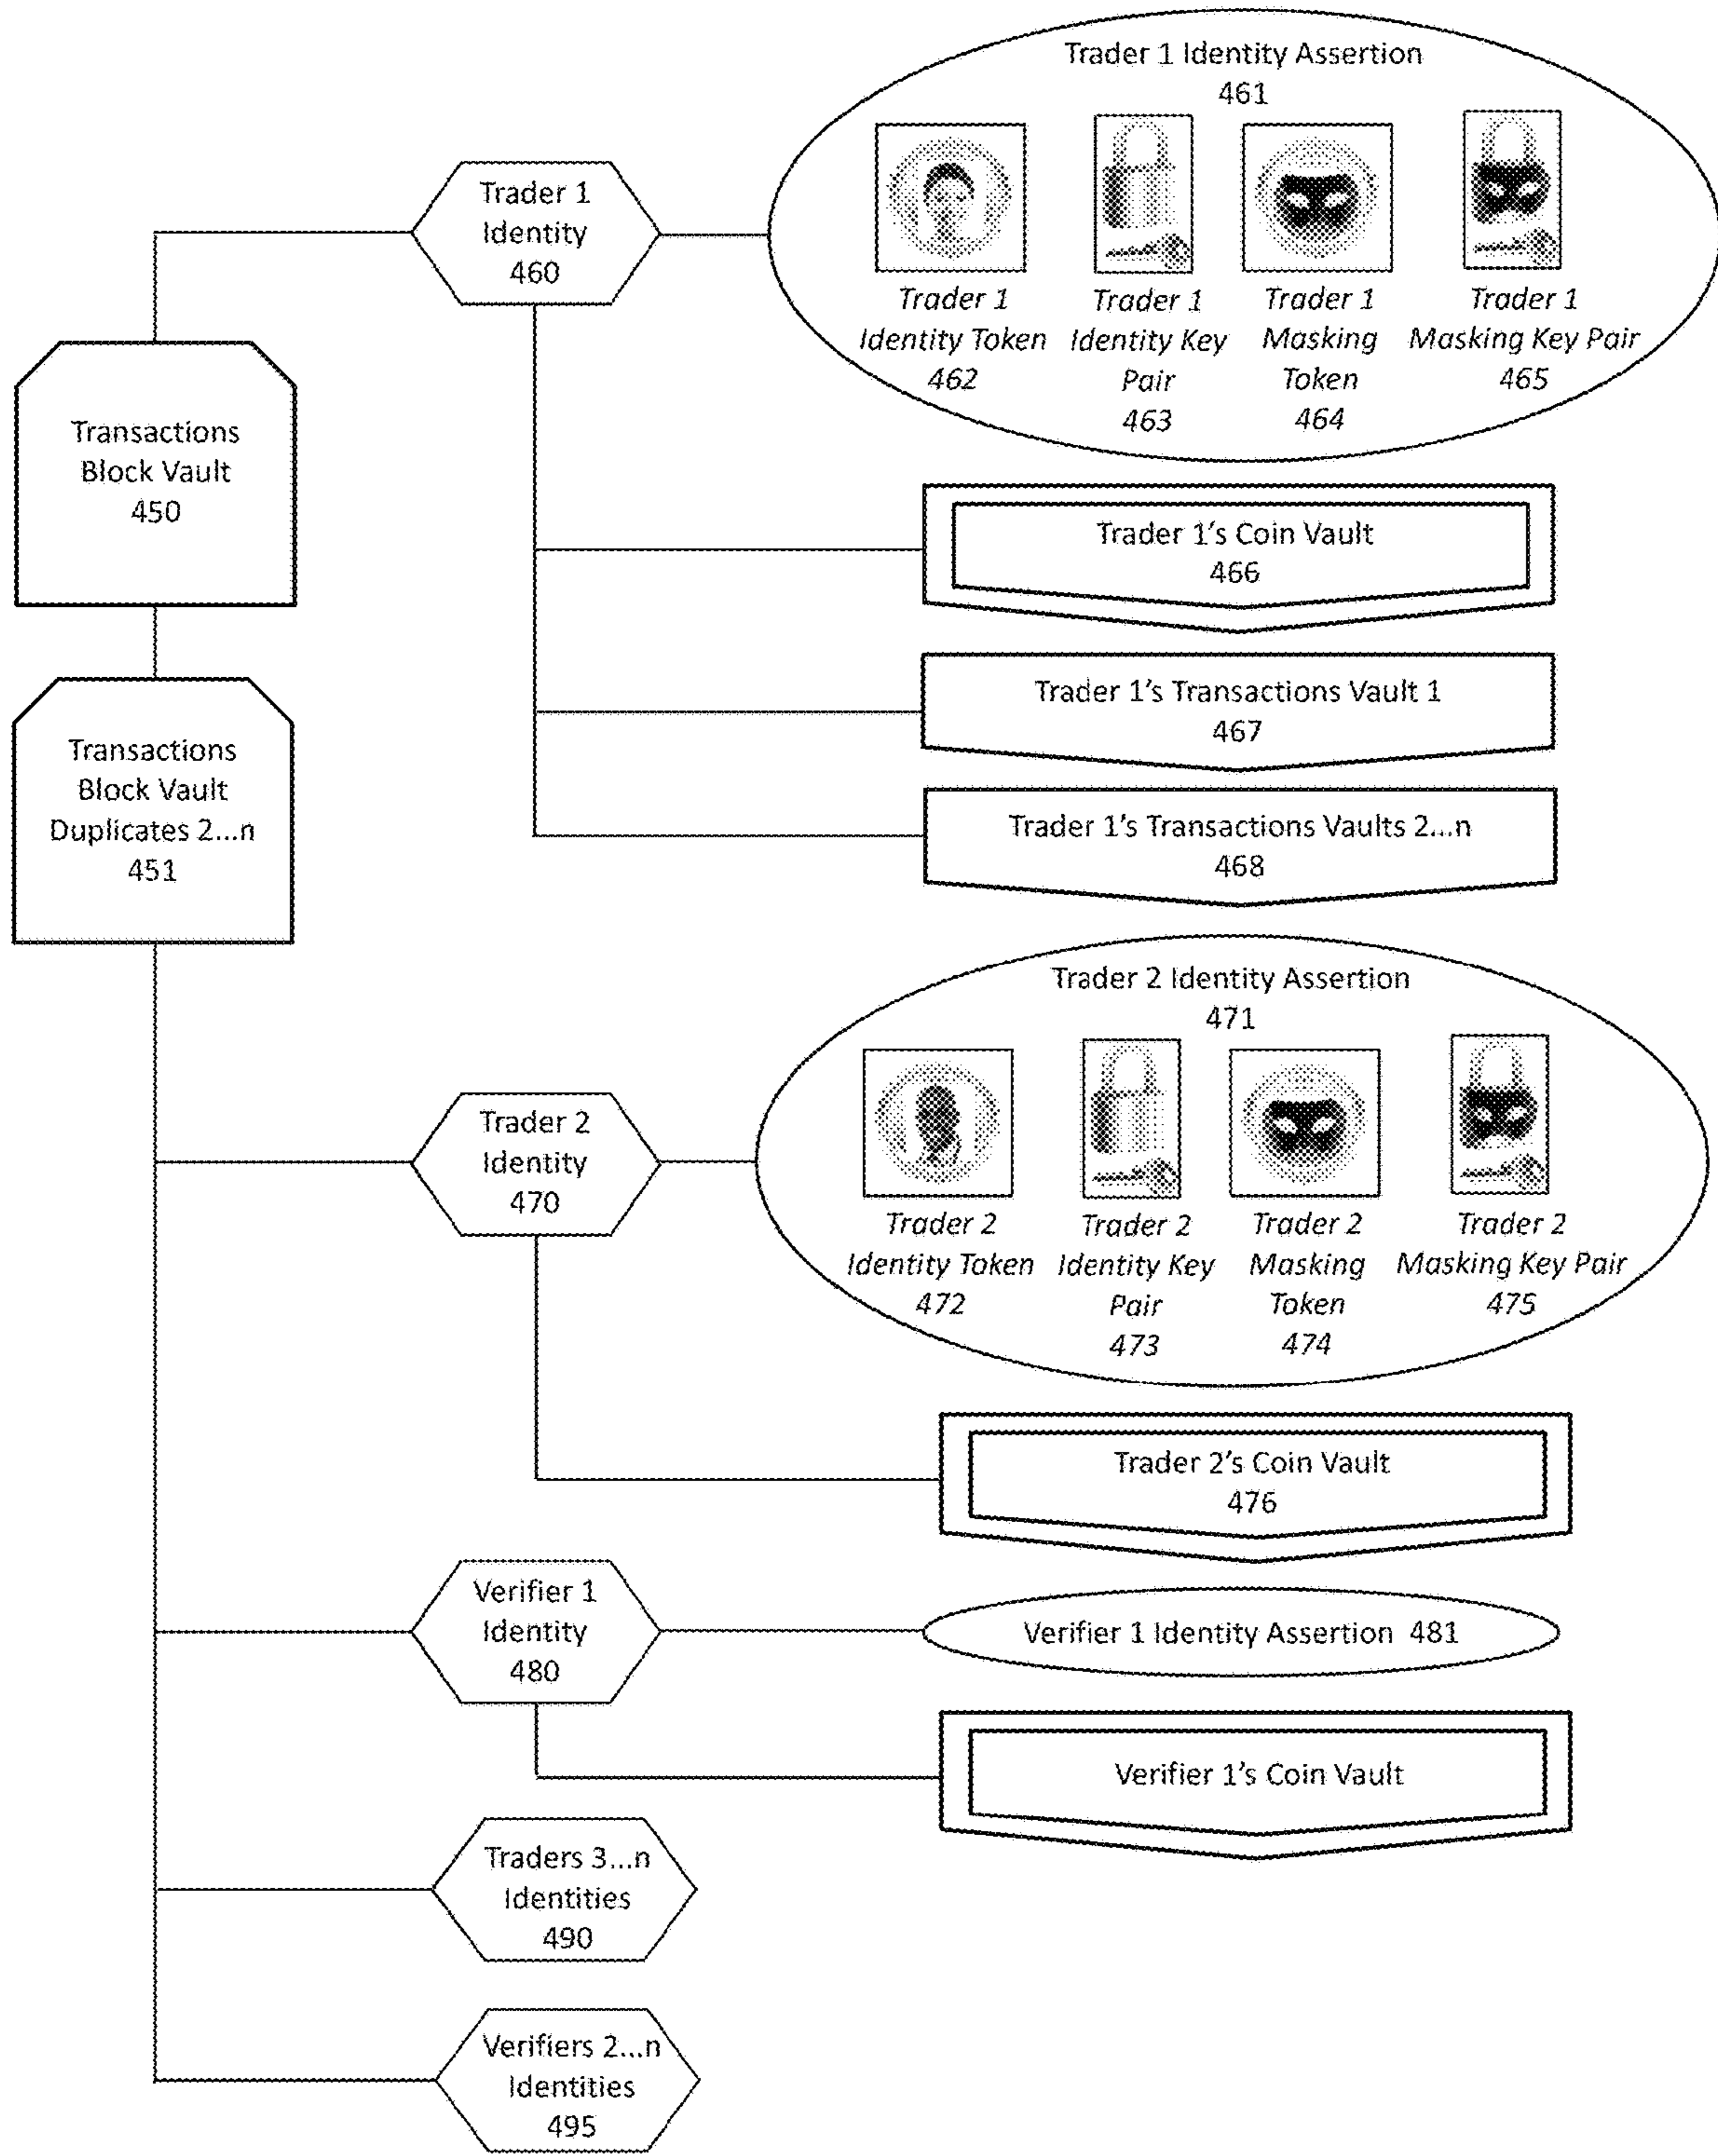 Trader 1 Identity Assertion
461
Trader 1
Identity
460
Trader 1
Identity Token
462
Trader 1
Identity Key
Pair
463
Trader 1
Masking
Token
464
Trader 1
Masking Key Pair
465
Transactions
Block Vault
450
Trader 1's Coin Vault
466
Trader 1's Transactions Vault 1
467
Transactions
Block Vault
Duplicates 2...n
451
Trader 1's Transactions Vaults 2...n
468
Trader 2 Identity Assertion
471
Trader 2
Identity
470
Trader 2
Identity Token
472
Trader 2
Identity Key
Pair
473
Trader 2
Masking
Token
474
Trader 2
Masking Key Pair
475
Trader 2's Coin Vault
476
Verifier 1
Identity
480
Verifier 1 Identity Assertion 481
Verifier 1's Coin Vault
Traders 3...n
Identities
490
Verifiers 2...n
Identities
495